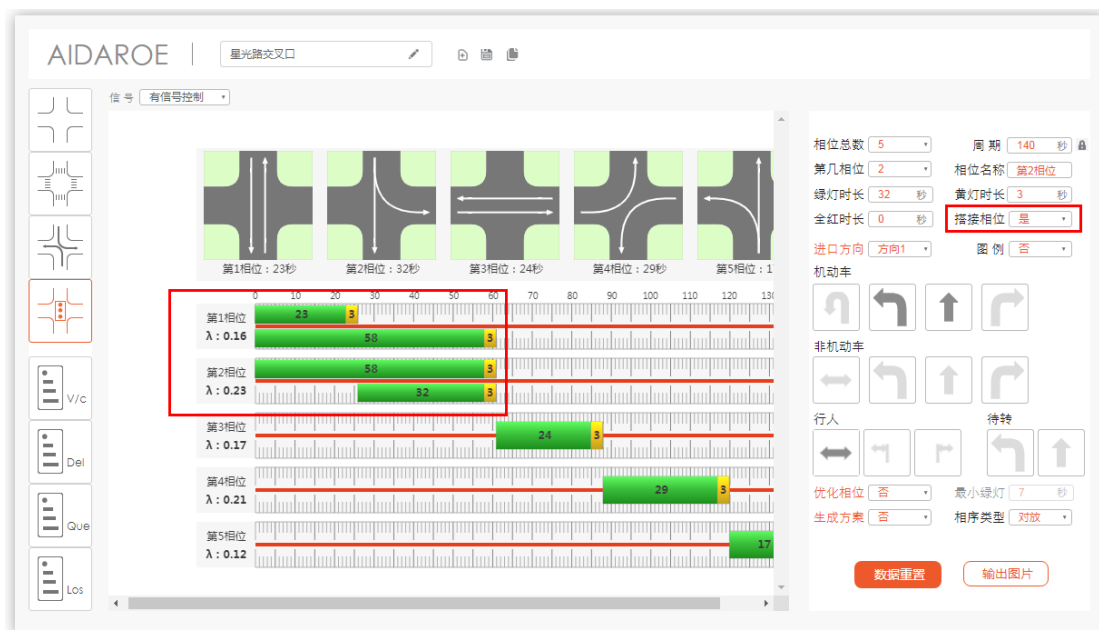 AIDAROE
星光路交叉口
信号 有信号控制
第1相位：23秒 第2相位：32秒 第3相位：24秒 第4相位：29秒 第5相位：1
0 10 20 30 40 50 60 70 80 90 100 110 120 130
第1相位 23 3
λ：0.16 58 3
第2相位 58 3
λ：0.23 32 3
第3相位 24 3
λ：0.17
第4相位 29 3
λ：0.21
第5相位 17
λ：0.12
V/c
Del
Que
Los
相位总数 5 周期 140 秒
第几相位 2 相位名称 第2相位
绿灯时长 32 秒 黄灯时长 3 秒
全红时长 0 秒 搭接相位 是
进口方向 方向1 图例 否
机动车
非机动车
行人 待转
优化相位 否 最小绿灯 7 秒
生成方案 否 相序类型 对放
数据重置 输出图片